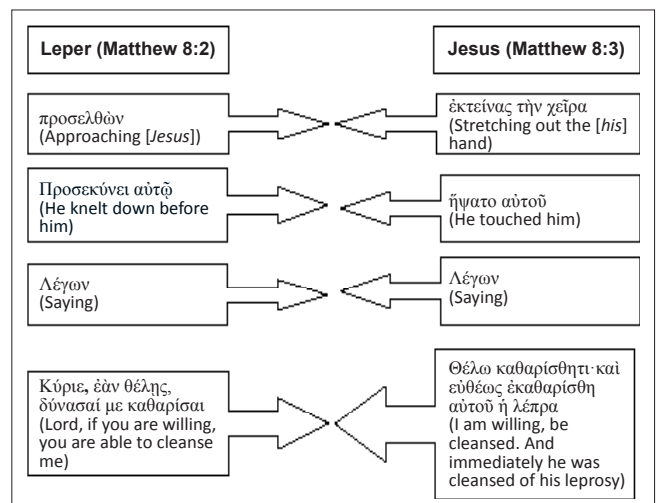 Leper (Matthew 8:2)
Jesus (Matthew 8:3)
προσελθὼν
(Approaching [Jesus])
ἐκτείνας τὴν χεῖρα
(Stretching out the [his]
hand)
Προσεκύνει αὐτῷ
(He knelt down before
him)
ἥψατο αὐτοῦ
(He touched him)
Λέγων
(Saying)
Λέγων
(Saying)
Κύριε, ἐὰν θέλῃς,
δύνασαί με καθαρίσαι
(Lord, if you are willing,
you are able to cleanse
me)
Θέλω καθαρίσθητι·καὶ
εὐθέως ἐκαθαρίσθη
αὐτοῦ ἡ λέπρα
(I am willing, be
cleansed. And
immediately he was
cleansed of his leprosy)